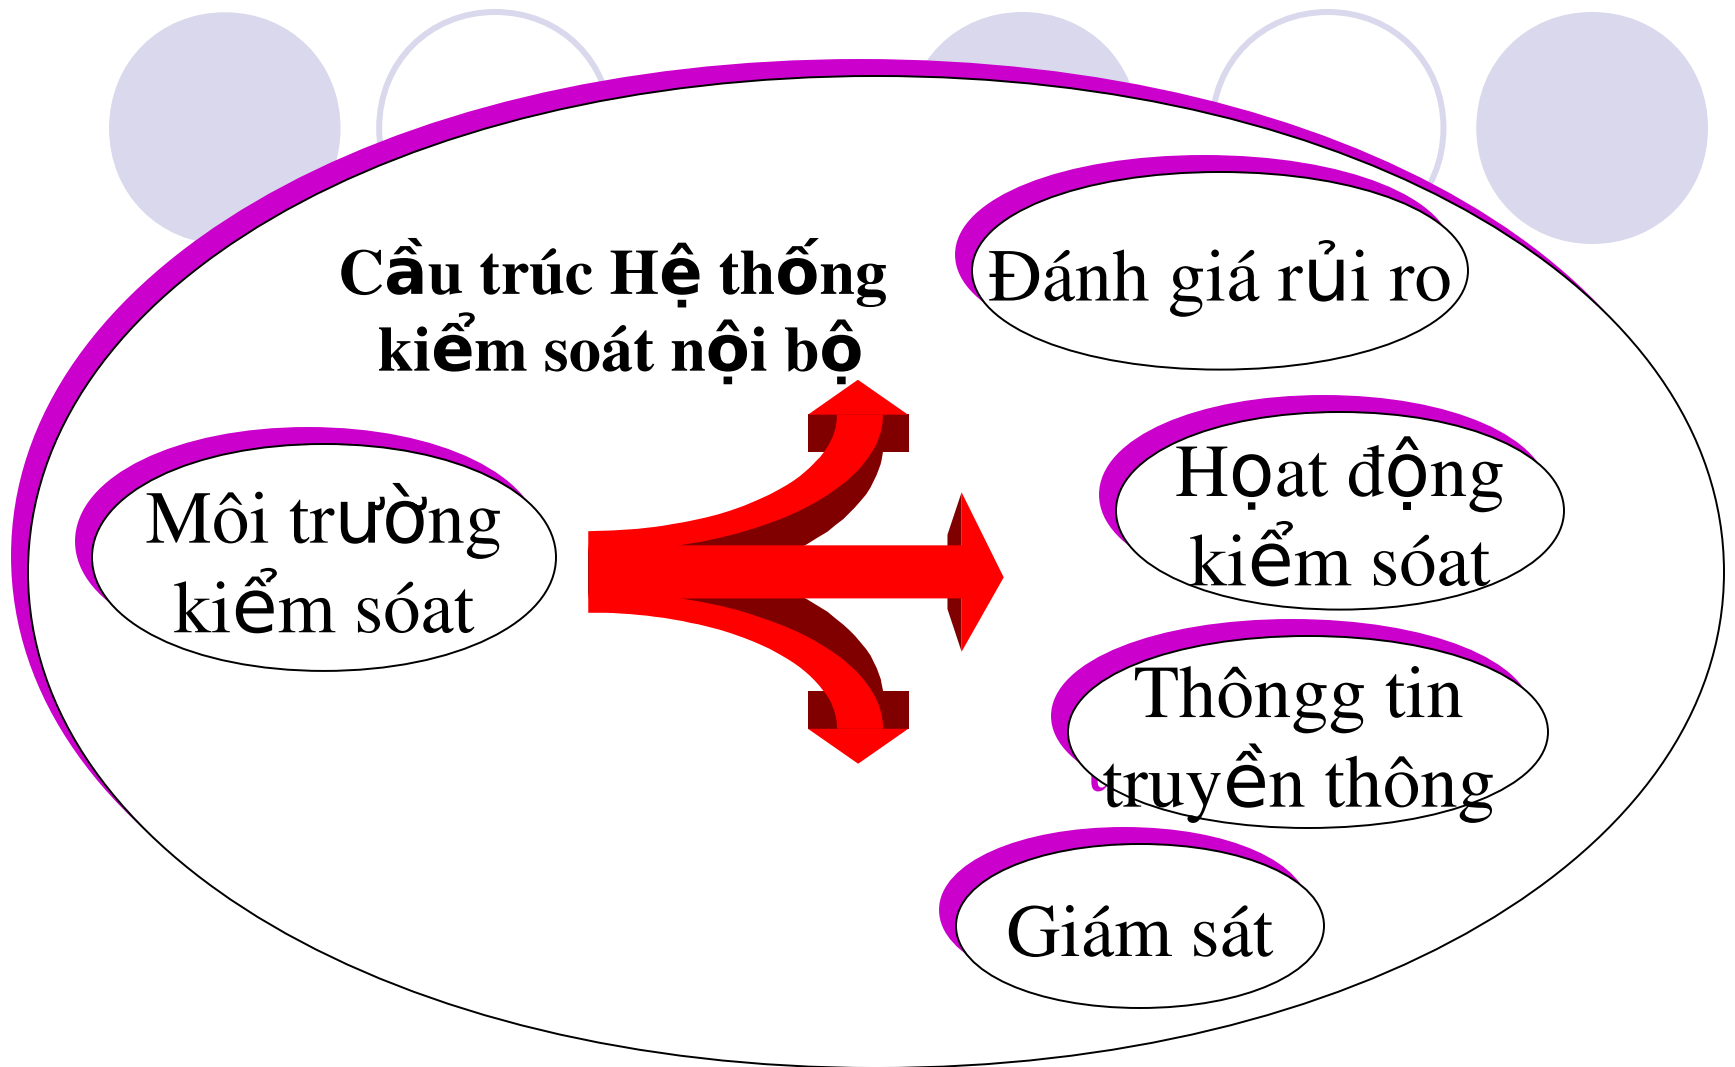 Cầu trúc Hệ thống
kiểm soát nội bộ
Môi trường
kiểm sóat
Đánh giá rủi ro
Họat động
kiểm sóat
Thôngg tin
truyền thông
Giám sát